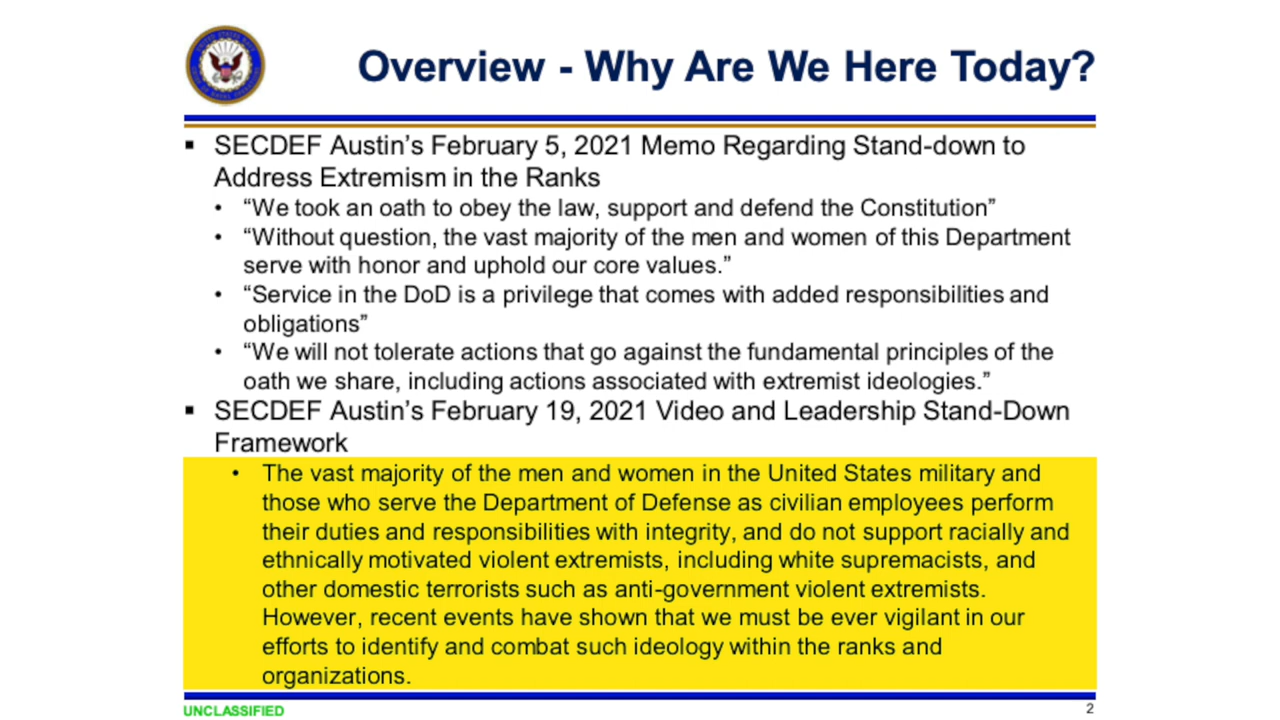 Overview - Why Are We Here Today?
▪ SECDEF Austin’s February 5, 2021 Memo Regarding Stand-down to
Address Extremism in the Ranks
• “We took an oath to obey the law, support and defend the Constitution”
• “Without question, the vast majority of the men and women of this Department
serve with honor and uphold our core values.”
• “Service in the DoD is a privilege that comes with added responsibilities and
obligations”
• “We will not tolerate actions that go against the fundamental principles of the
oath we share, including actions associated with extremist ideologies.”
▪ SECDEF Austin’s February 19, 2021 Video and Leadership Stand-Down
Framework
• The vast majority of the men and women in the United States military and
those who serve the Department of Defense as civilian employees perform
their duties and responsibilities with integrity, and do not support racially and
ethnically motivated violent extremists, including white supremacists, and
other domestic terrorists such as anti-government violent extremists.
However, recent events have shown that we must be ever vigilant in our
efforts to identify and combat such ideology within the ranks and
organizations.
UNCLASSIFIED
2